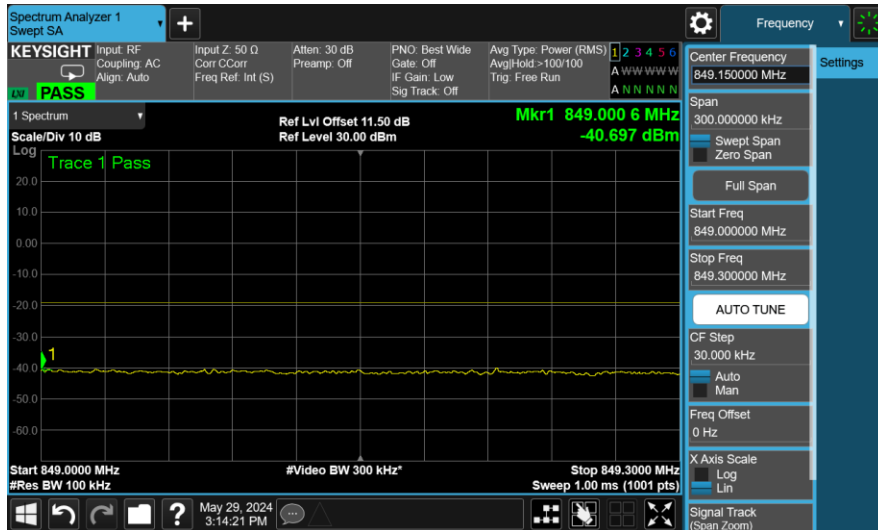 Spectrum Analyzer 1
Swept SA
Frequency
KEYSIGHT
LXI
PASS
Input: RF
Coupling: AC
Align: Auto
Input Z: 50 Ω
Corr CCorr
Freq Ref: Int (S)
Atten: 30 dB
Preamp: Off
PNO: Best Wide
Gate: Off
IF Gain: Low
Sig Track: Off
Avg Type: Power (RMS)
Avg|Hold:>100/100
Trig: Free Run
1 2 3 4 5 6
A W W W W W
A N N N N N
1 Spectrum
Scale/Div 10 dB
Ref Lvl Offset 11.50 dB
Ref Level 30.00 dBm
Mkr1 849.000 6 MHz
-40.697 dBm
Log
Trace 1 Pass
20.0
10.0
0.00
-10.0
-20.0
-30.0
-40.0
-50.0
-60.0
1
Start 849.0000 MHz
#Res BW 100 kHz
#Video BW 300 kHz*
Stop 849.3000 MHz
Sweep 1.00 ms (1001 pts)
May 29, 2024
3:14:21 PM
Center Frequency
849.150000 MHz
Span
300.000000 kHz
Swept Span
Zero Span
Full Span
Start Freq
849.000000 MHz
Stop Freq
849.300000 MHz
AUTO TUNE
CF Step
30.000 kHz
Auto
Man
Freq Offset
0 Hz
X Axis Scale
Log
Lin
Signal Track
(Span Zoom)
Settings